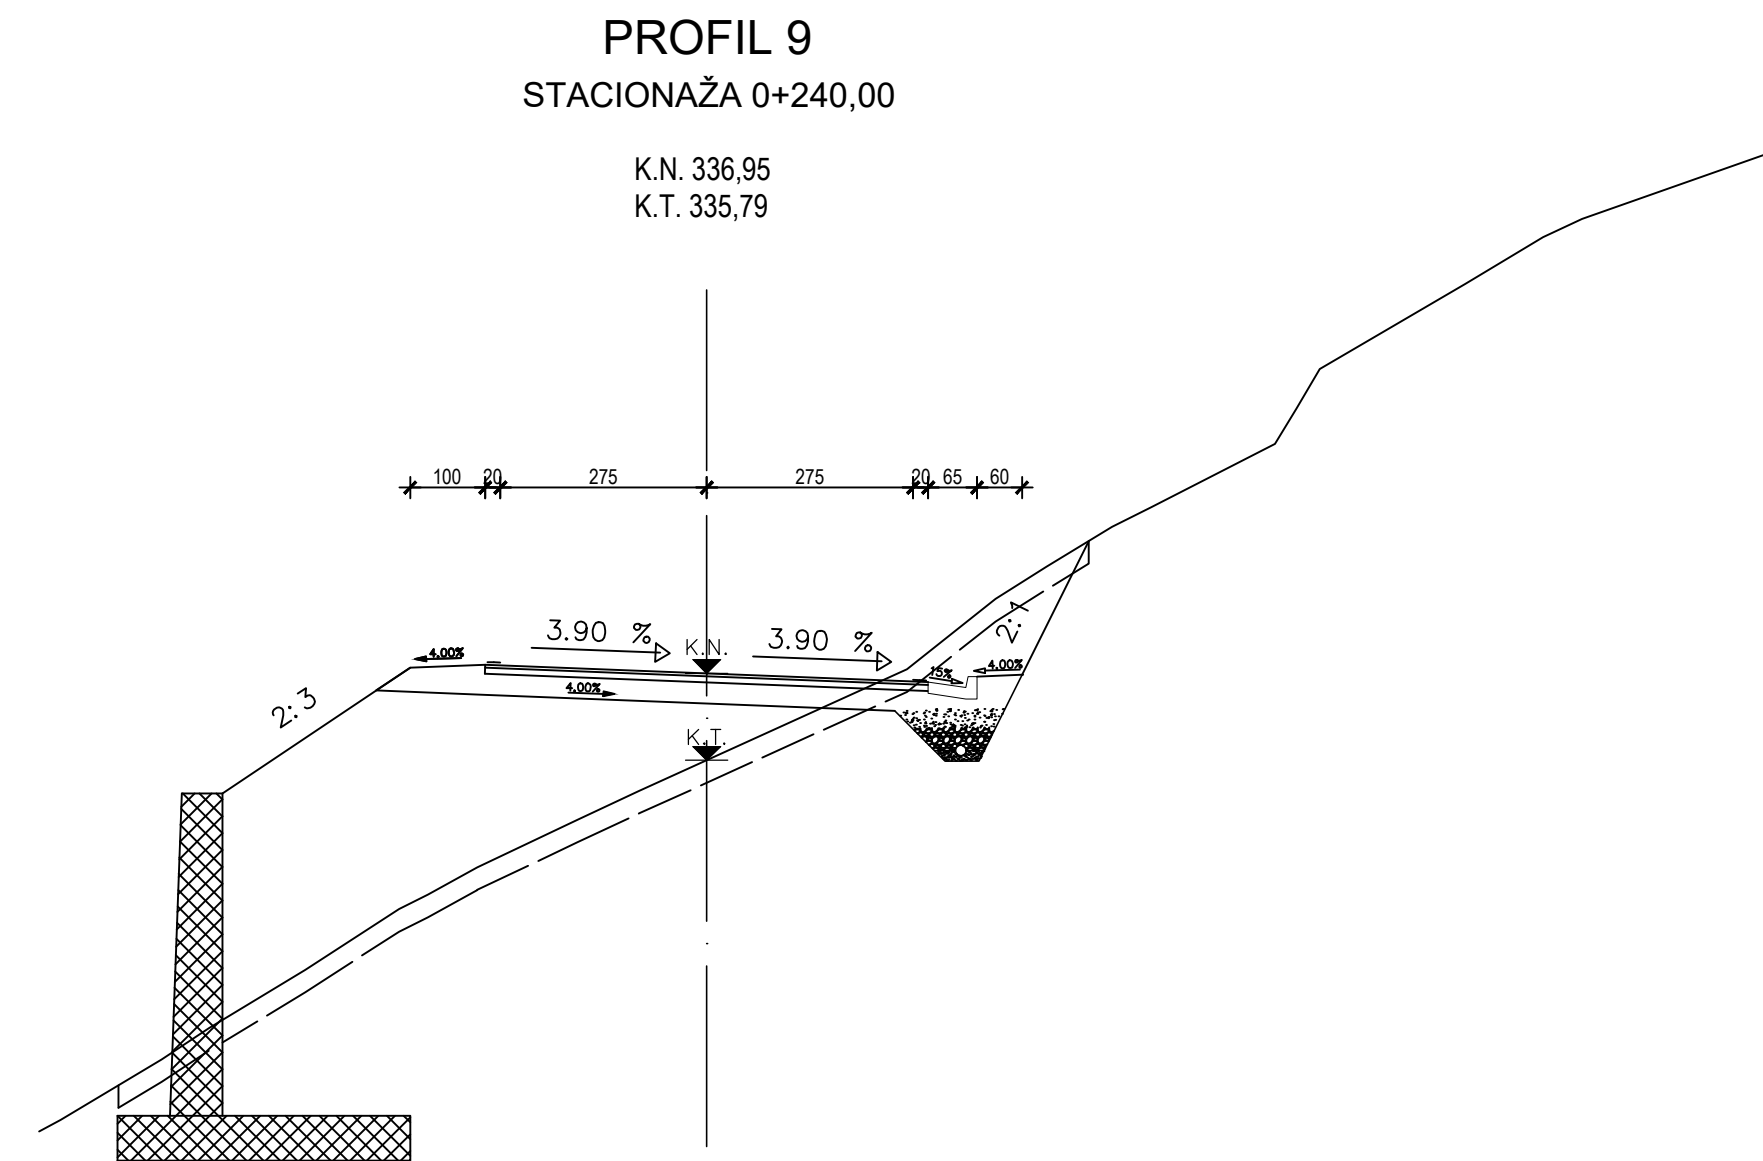 PROFIL 9
STACIONAŽA 0+240,00
K.N. 336,95
K.T. 335,79
100 20 275 275 20 65 60
3.90 % 3.90 %
K.N.
4.00% 15% 4.00%
4.00%
2:3
2:1
K.T.